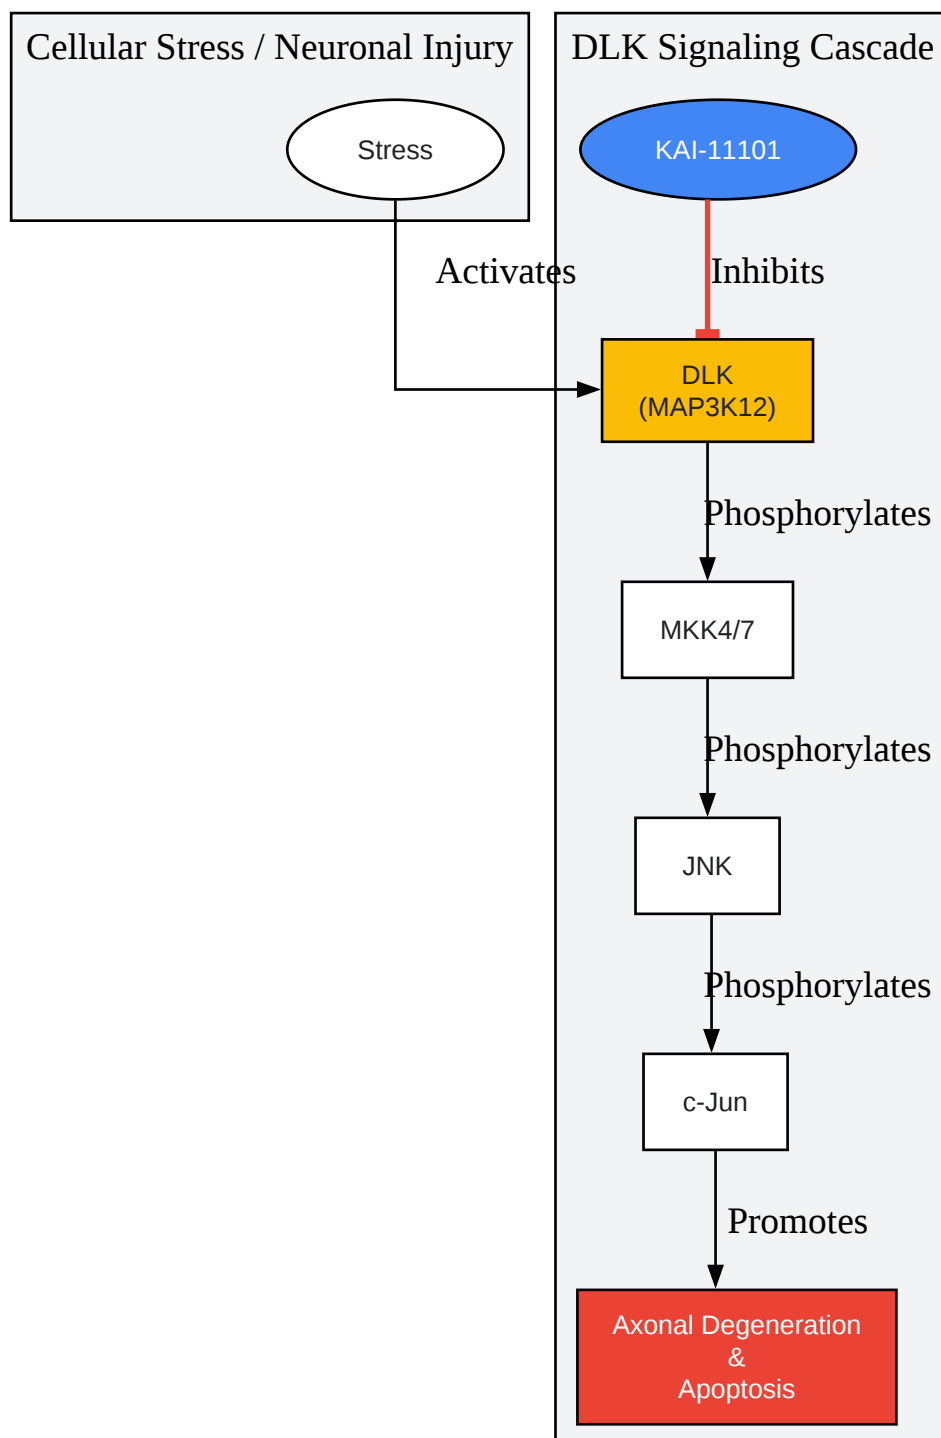 Cellular Stress / Neuronal Injury
DLK Signaling Cascade
Stress
KAI-11101
Activates
Inhibits
DLK
(MAP3K12)
Phosphorylates
MKK4/7
Phosphorylates
JNK
Phosphorylates
c-Jun
Promotes
Axonal Degeneration
&
Apoptosis